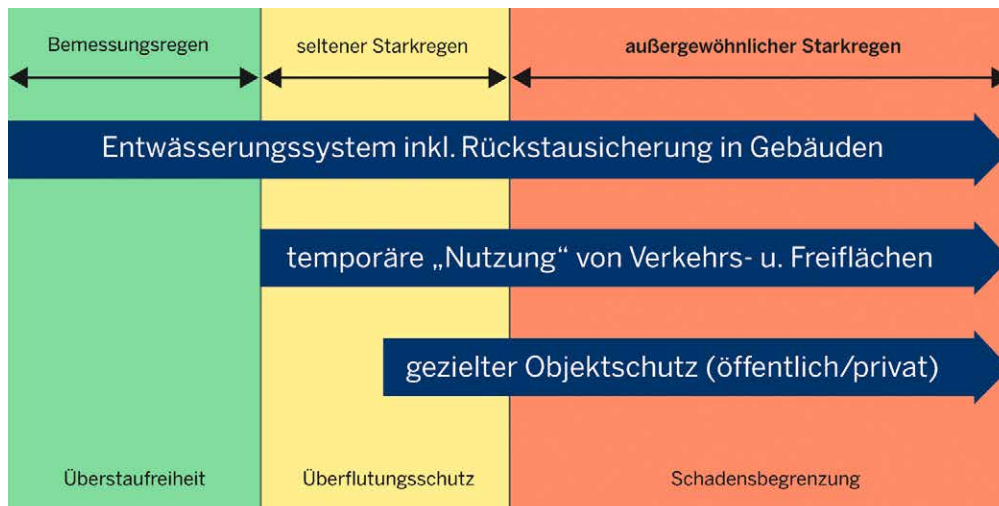 Bemessungsregen
seltener Starkregen
außergewöhnlicher Starkregen
Entwässerungssystem inkl. Rückstausicherung in Gebäuden
temporäre „Nutzung“ von Verkehrs- u. Freiflächen
gezielter Objektschutz (öffentlich/privat)
Überstaufreiheit
Überflutungsschutz
Schadensbegrenzung